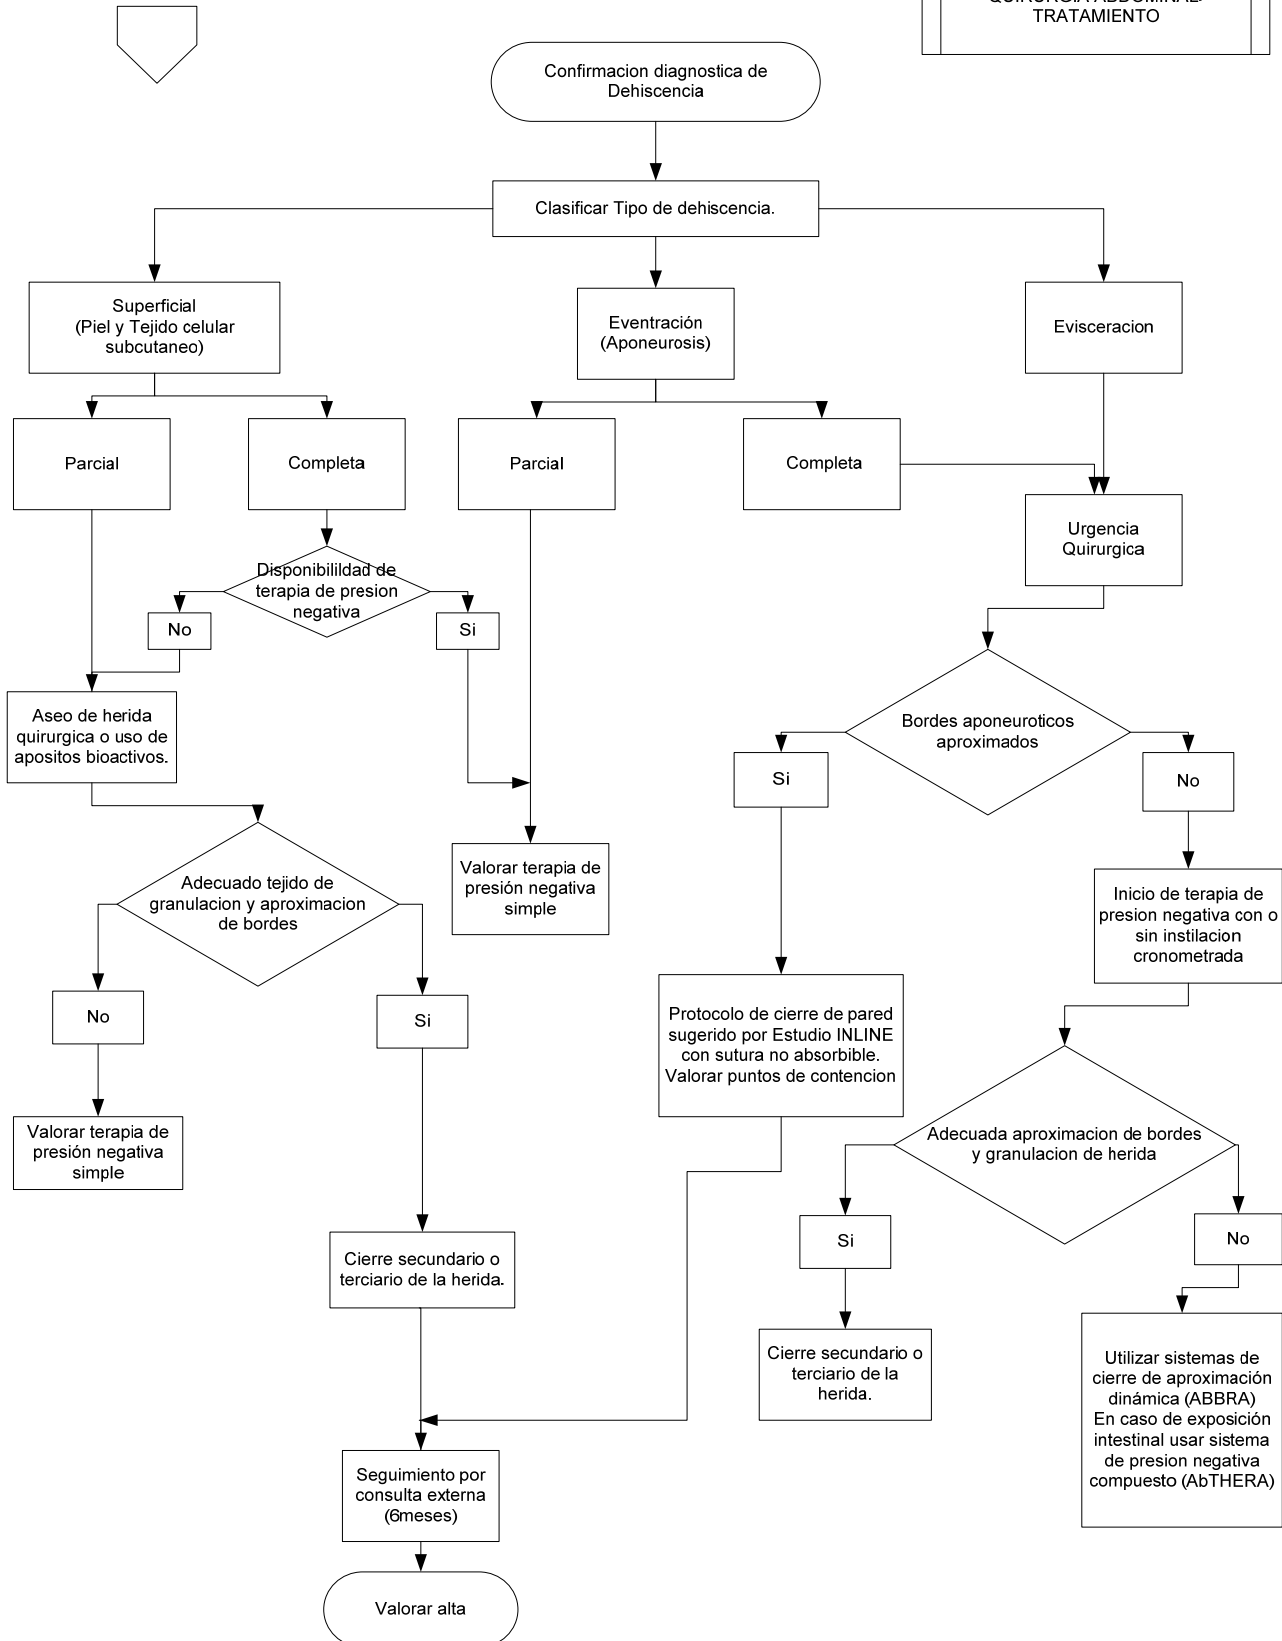 QUIRURGIA ABDOMINAL-
TRATAMIENTO
Confirmacion diagnostica de
Dehiscencia
Clasificar Tipo de dehiscencia.
Superficial
(Piel y Tejido celular
subcutaneo)
Eventración
(Aponeurosis)
Evisceracion
Parcial
Completa
Parcial
Completa
Urgencia
Quirurgica
Disponibilildad de
terapia de presion
negativa
No
Si
Aseo de herida
quirurgica o uso de
apositos bioactivos.
Bordes aponeuroticos
aproximados
Si
No
Valorar terapia de
presión negativa
simple
Adecuado tejido de
granulacion y aproximacion
de bordes
Inicio de terapia de
presion negativa con o
sin instilacion
cronometrada
No
Si
Protocolo de cierre de pared
sugerido por Estudio INLINE
con sutura no absorbible.
Valorar puntos de contencion
Valorar terapia de
presión negativa
simple
Adecuada aproximacion de bordes
y granulacion de herida
Si
No
Cierre secundario o
terciario de la herida.
Cierre secundario o
terciario de la
herida.
Utilizar sistemas de
cierre de aproximación
dinámica (ABBRA)
En caso de exposición
intestinal usar sistema
de presion negativa
compuesto (AbTHERA)
Seguimiento por
consulta externa
(6meses)
Valorar alta